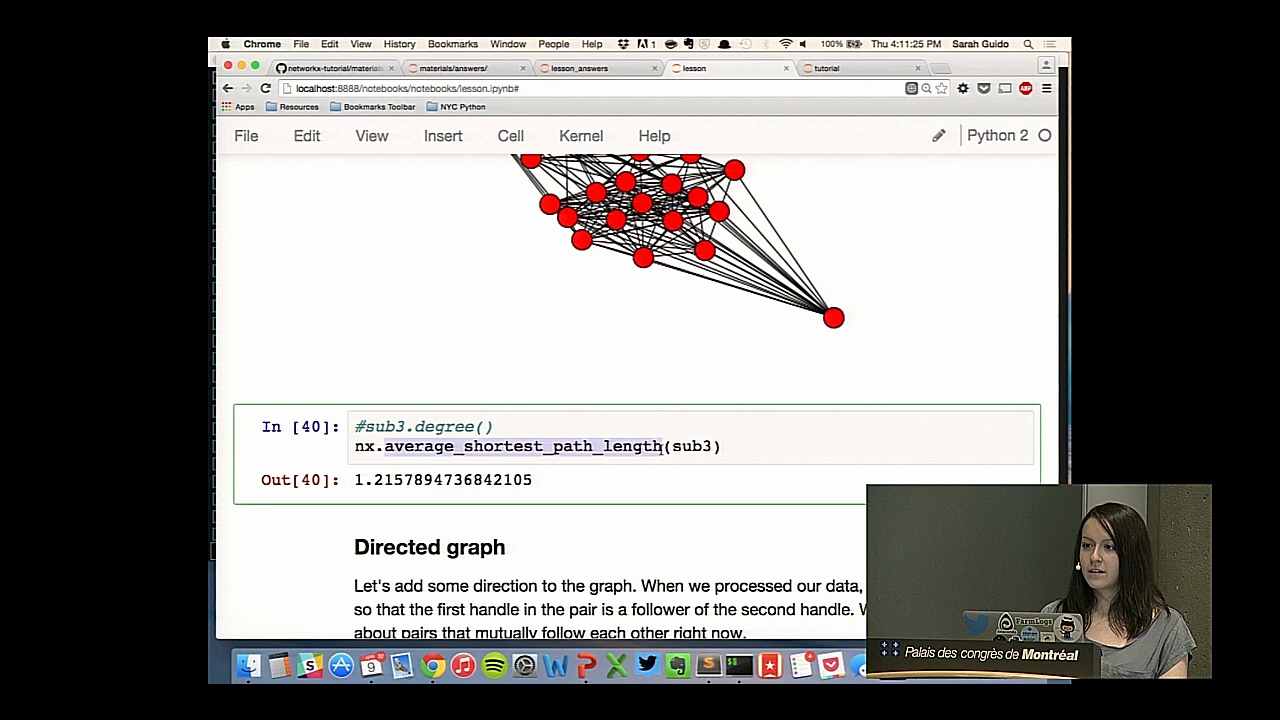 Chrome File Edit View History Bookmarks Window People Help 1 100% Thu 4:11:25 PM Sarah Guido
networkx-tutorial/material materials/answers/ lesson_answers lesson tutorial
localhost:8888/notebooks/notebooks/lesson.ipynb#
Apps Resources Bookmarks Toolbar NYC Python
File Edit View Insert Cell Kernel Help Python 2
In [40]: #sub3.degree()
nx.average_shortest_path_length(sub3)
Out[40]: 1.2157894736842105
Directed graph
Let's add some direction to the graph. When we processed our data,
so that the first handle in the pair is a follower of the second handle. W
about pairs that mutually follow each other right now.
FarmLogs
Palais des congrès de Montréal